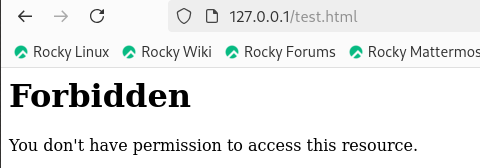 127.0.0.1/test.html
Rocky Linux Rocky Wiki Rocky Forums Rocky Mattermos
Forbidden
You don't have permission to access this resource.